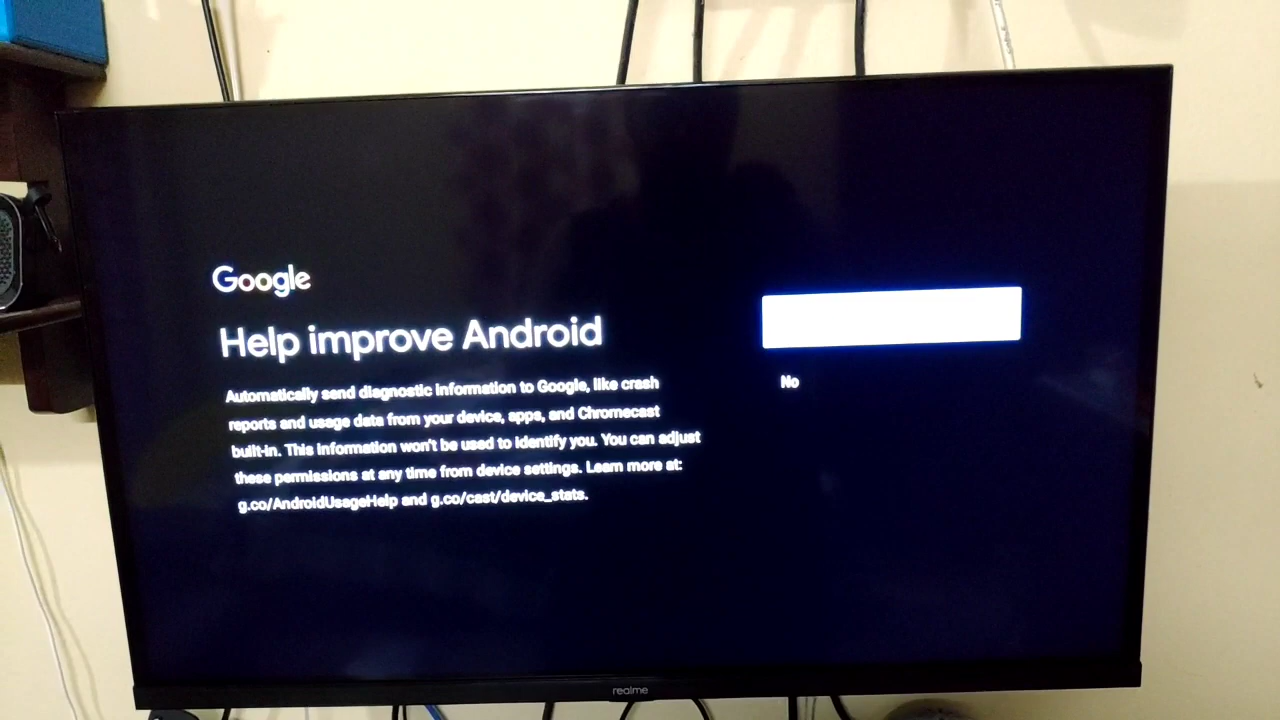 Google
Help improve Android
Automatically send diagnostic information to Google, like crash
reports and usage data from your device, apps, and Chromecast
built-in. This information won't be used to identify you. You can adjust
these permissions at any time from device settings. Learn more at:
g.co/AndroidUsageHelp and g.co/cast/device_stats.
No
realme